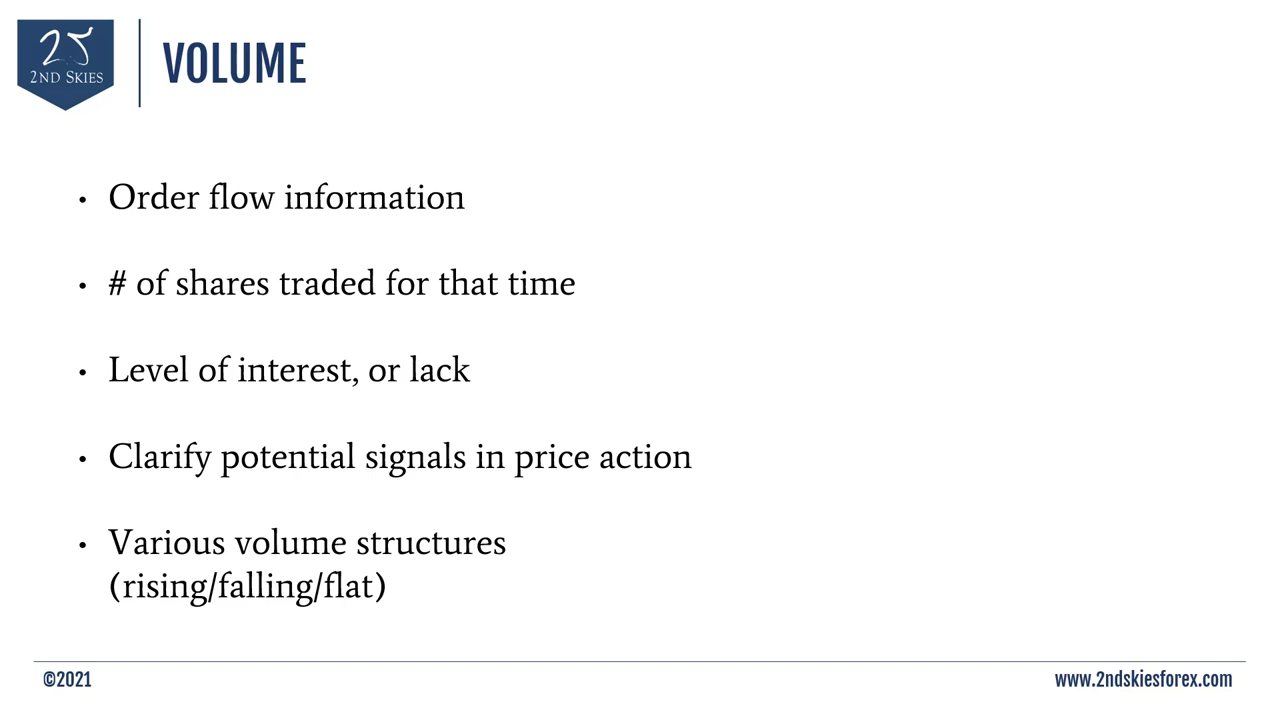 25
2ND SKIES
VOLUME
• Order flow information
• # of shares traded for that time
• Level of interest, or lack
• Clarify potential signals in price action
• Various volume structures
(rising/falling/flat)
©2021
www.2ndskiesforex.com